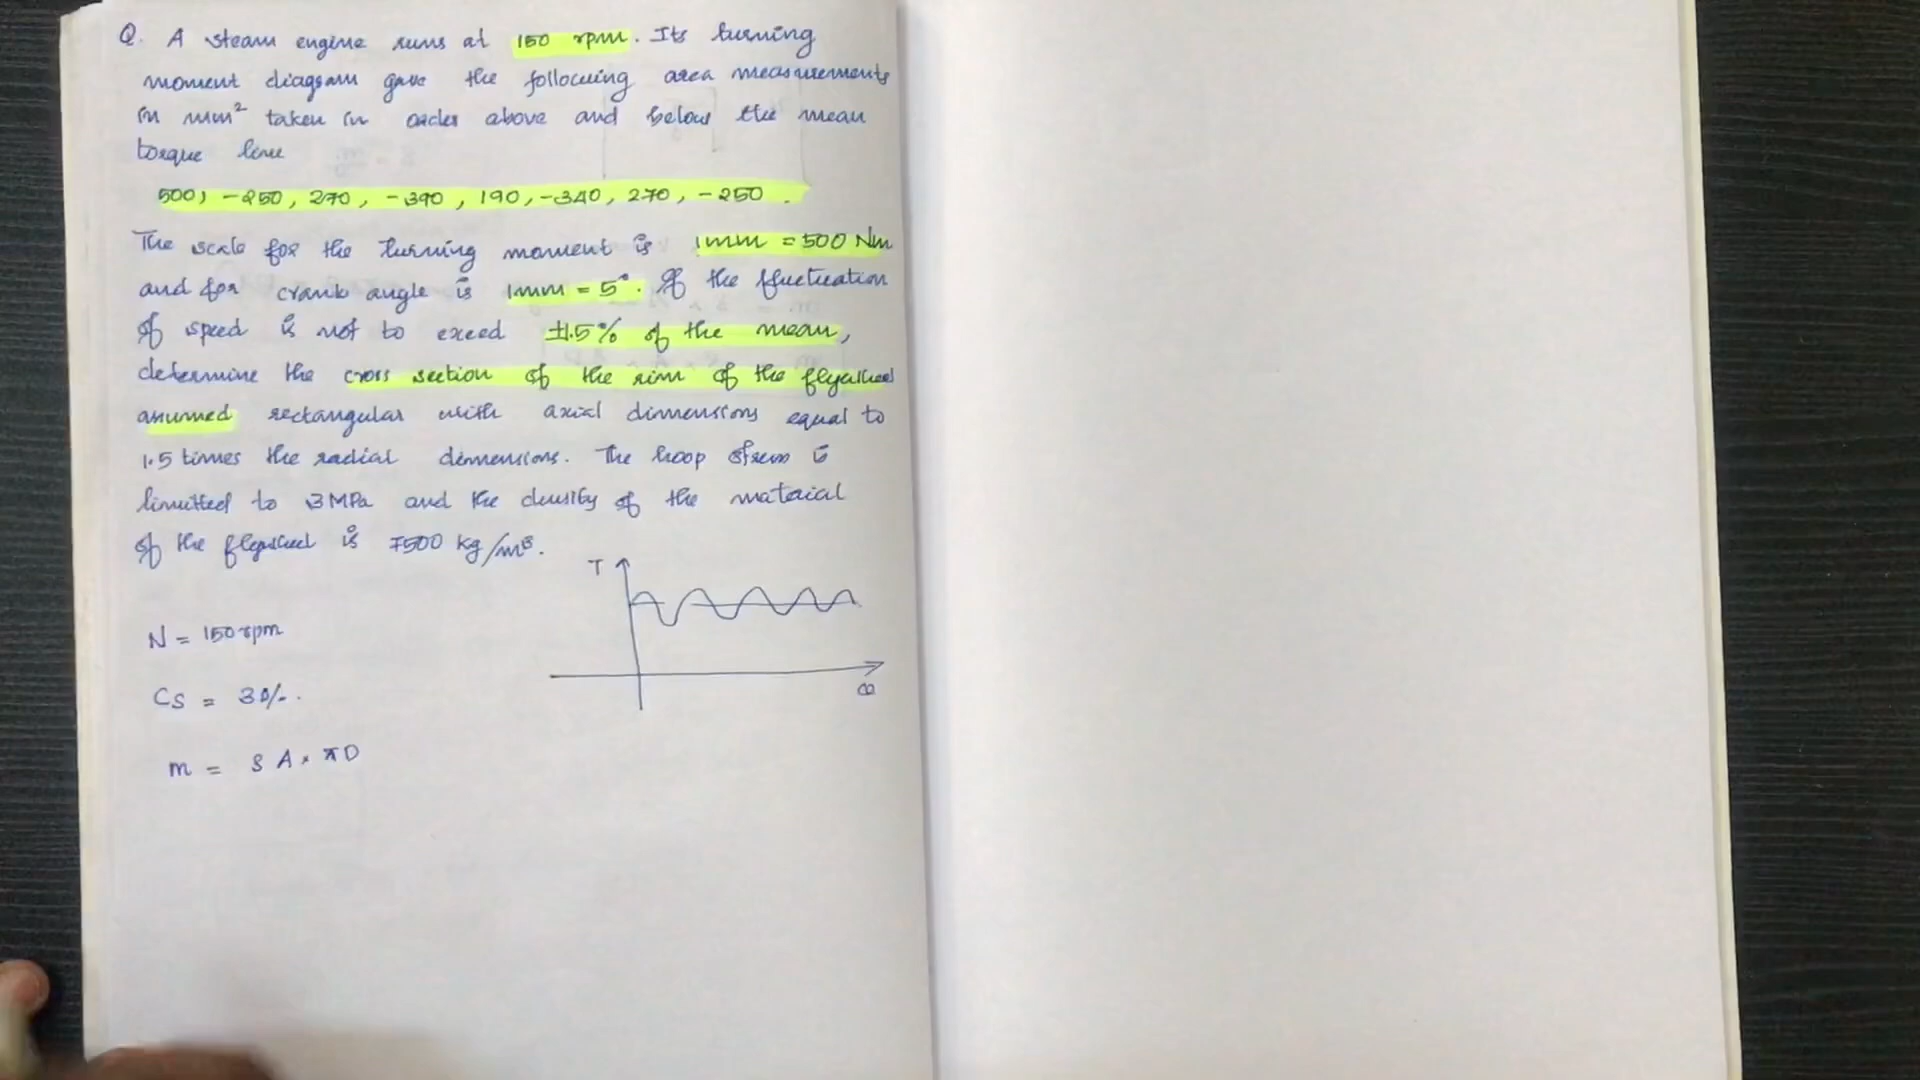 Q. A steam engine runs at 150 rpm. Its turning
moment diagram gave the following area measurements
in mm² taken in order above and below the mean
torque line
500, -250, 270, -390, 190, -340, 270, -250.
The scale for the turning moment is 1mm = 500 Nm
and for crank angle is 1mm = 5°. If the fluctuation
of speed is not to exceed ±1.5% of the mean,
determine the cross section of the rim of the flywheel
assumed rectangular with axial dimensions equal to
1.5 times the radial dimensions. The hoop stress is
limitted to 3 MPa and the density of the material
of the flywheel is 7500 kg/m³.
T
N = 150 rpm
Cs = 3%.
θ
m = ρ A × π D